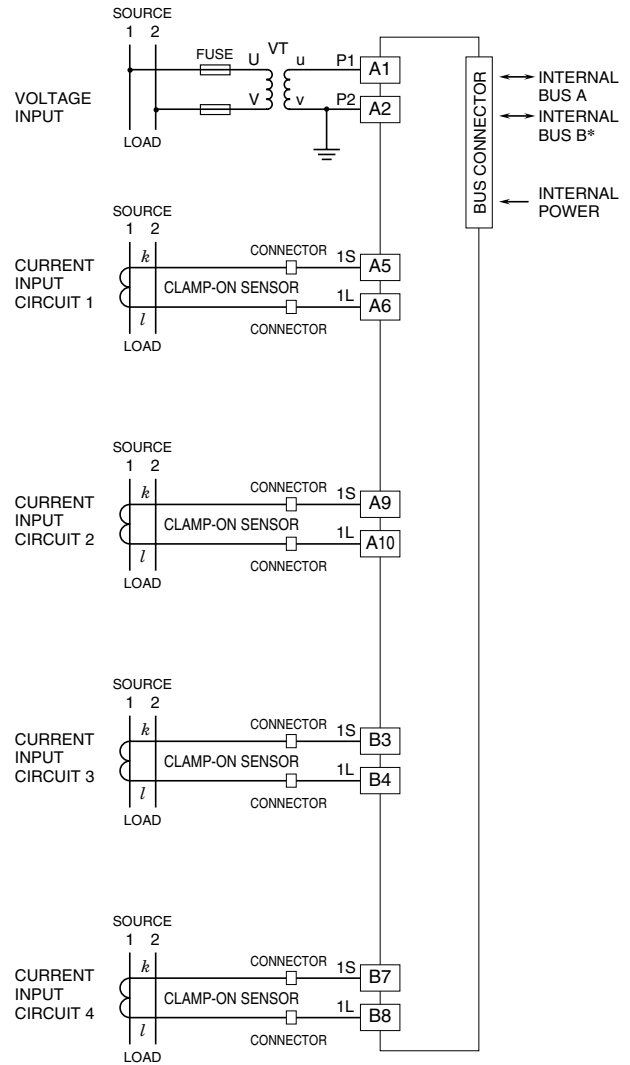 SOURCE
1 2
FUSE
U
VT
u
P1
A1
VOLTAGE
INPUT
V
v
P2
A2
LOAD
BUS CONNECTOR
INTERNAL
BUS A
INTERNAL
BUS B*
INTERNAL
POWER
SOURCE
1 2
CURRENT
INPUT
CIRCUIT 1
k
CONNECTOR
1S
A5
CLAMP-ON SENSOR
l
1L
A6
CONNECTOR
LOAD
SOURCE
1 2
CURRENT
INPUT
CIRCUIT 2
k
CONNECTOR
1S
A9
CLAMP-ON SENSOR
l
1L
A10
CONNECTOR
LOAD
SOURCE
1 2
CURRENT
INPUT
CIRCUIT 3
k
CONNECTOR
1S
B3
CLAMP-ON SENSOR
l
1L
B4
CONNECTOR
LOAD
SOURCE
1 2
CURRENT
INPUT
CIRCUIT 4
k
CONNECTOR
1S
B7
CLAMP-ON SENSOR
l
1L
B8
CONNECTOR
LOAD